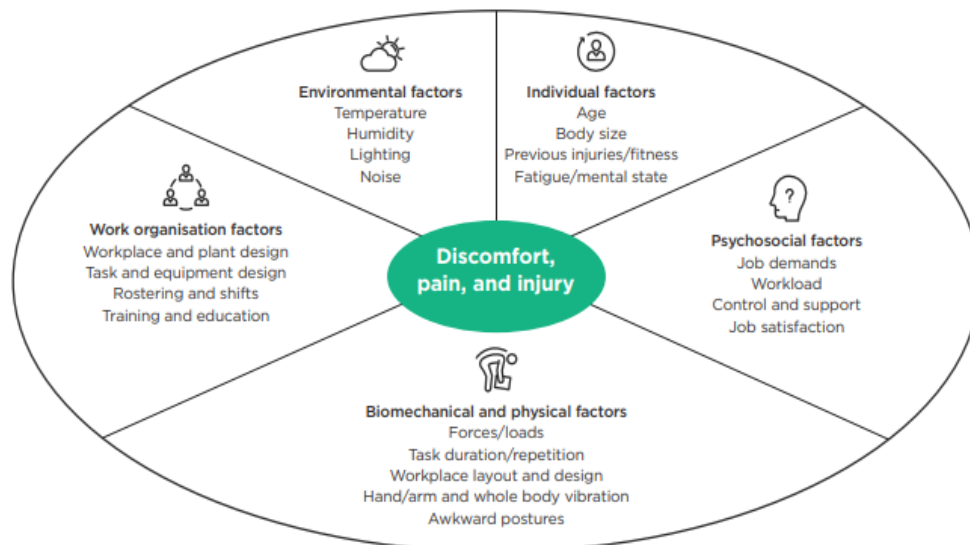 Environmental factors
Temperature
Humidity
Lighting
Noise
Individual factors
Age
Body size
Previous injuries/fitness
Fatigue/mental state
Work organisation factors
Workplace and plant design
Task and equipment design
Rostering and shifts
Training and education
Discomfort,
pain, and injury
?
Psychosocial factors
Job demands
Workload
Control and support
Job satisfaction
Biomechanical and physical factors
Forces/loads
Task duration/repetition
Workplace layout and design
Hand/arm and whole body vibration
Awkward postures